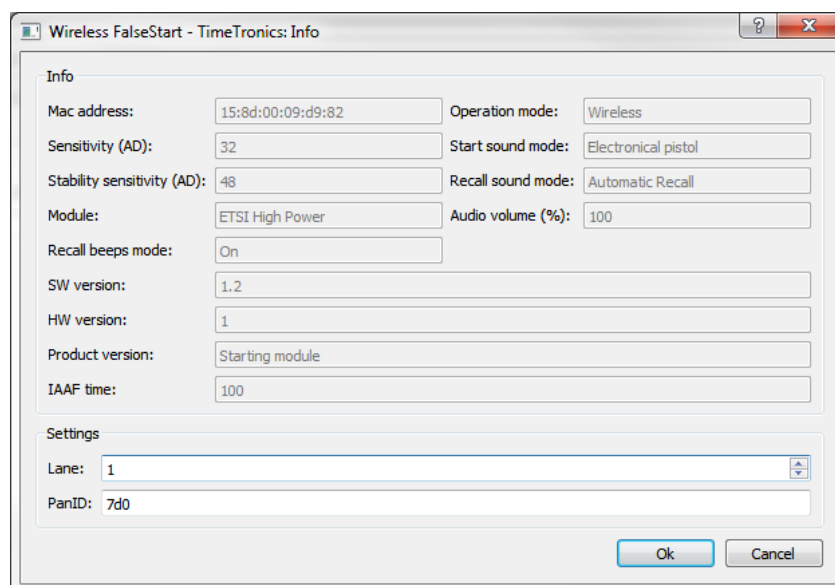 Wireless FalseStart - TimeTronics: Info
Info
Mac address: 15:8d:00:09:d9:82 Operation mode: Wireless
Sensitivity (AD): 32 Start sound mode: Electronical pistol
Stability sensitivity (AD): 48 Recall sound mode: Automatic Recall
Module: ETSI High Power Audio volume (%): 100
Recall beeps mode: On
SW version: 1.2
HW version: 1
Product version: Starting module
IAAF time: 100
Settings
Lane: 1
PanID: 7d0
Ok Cancel